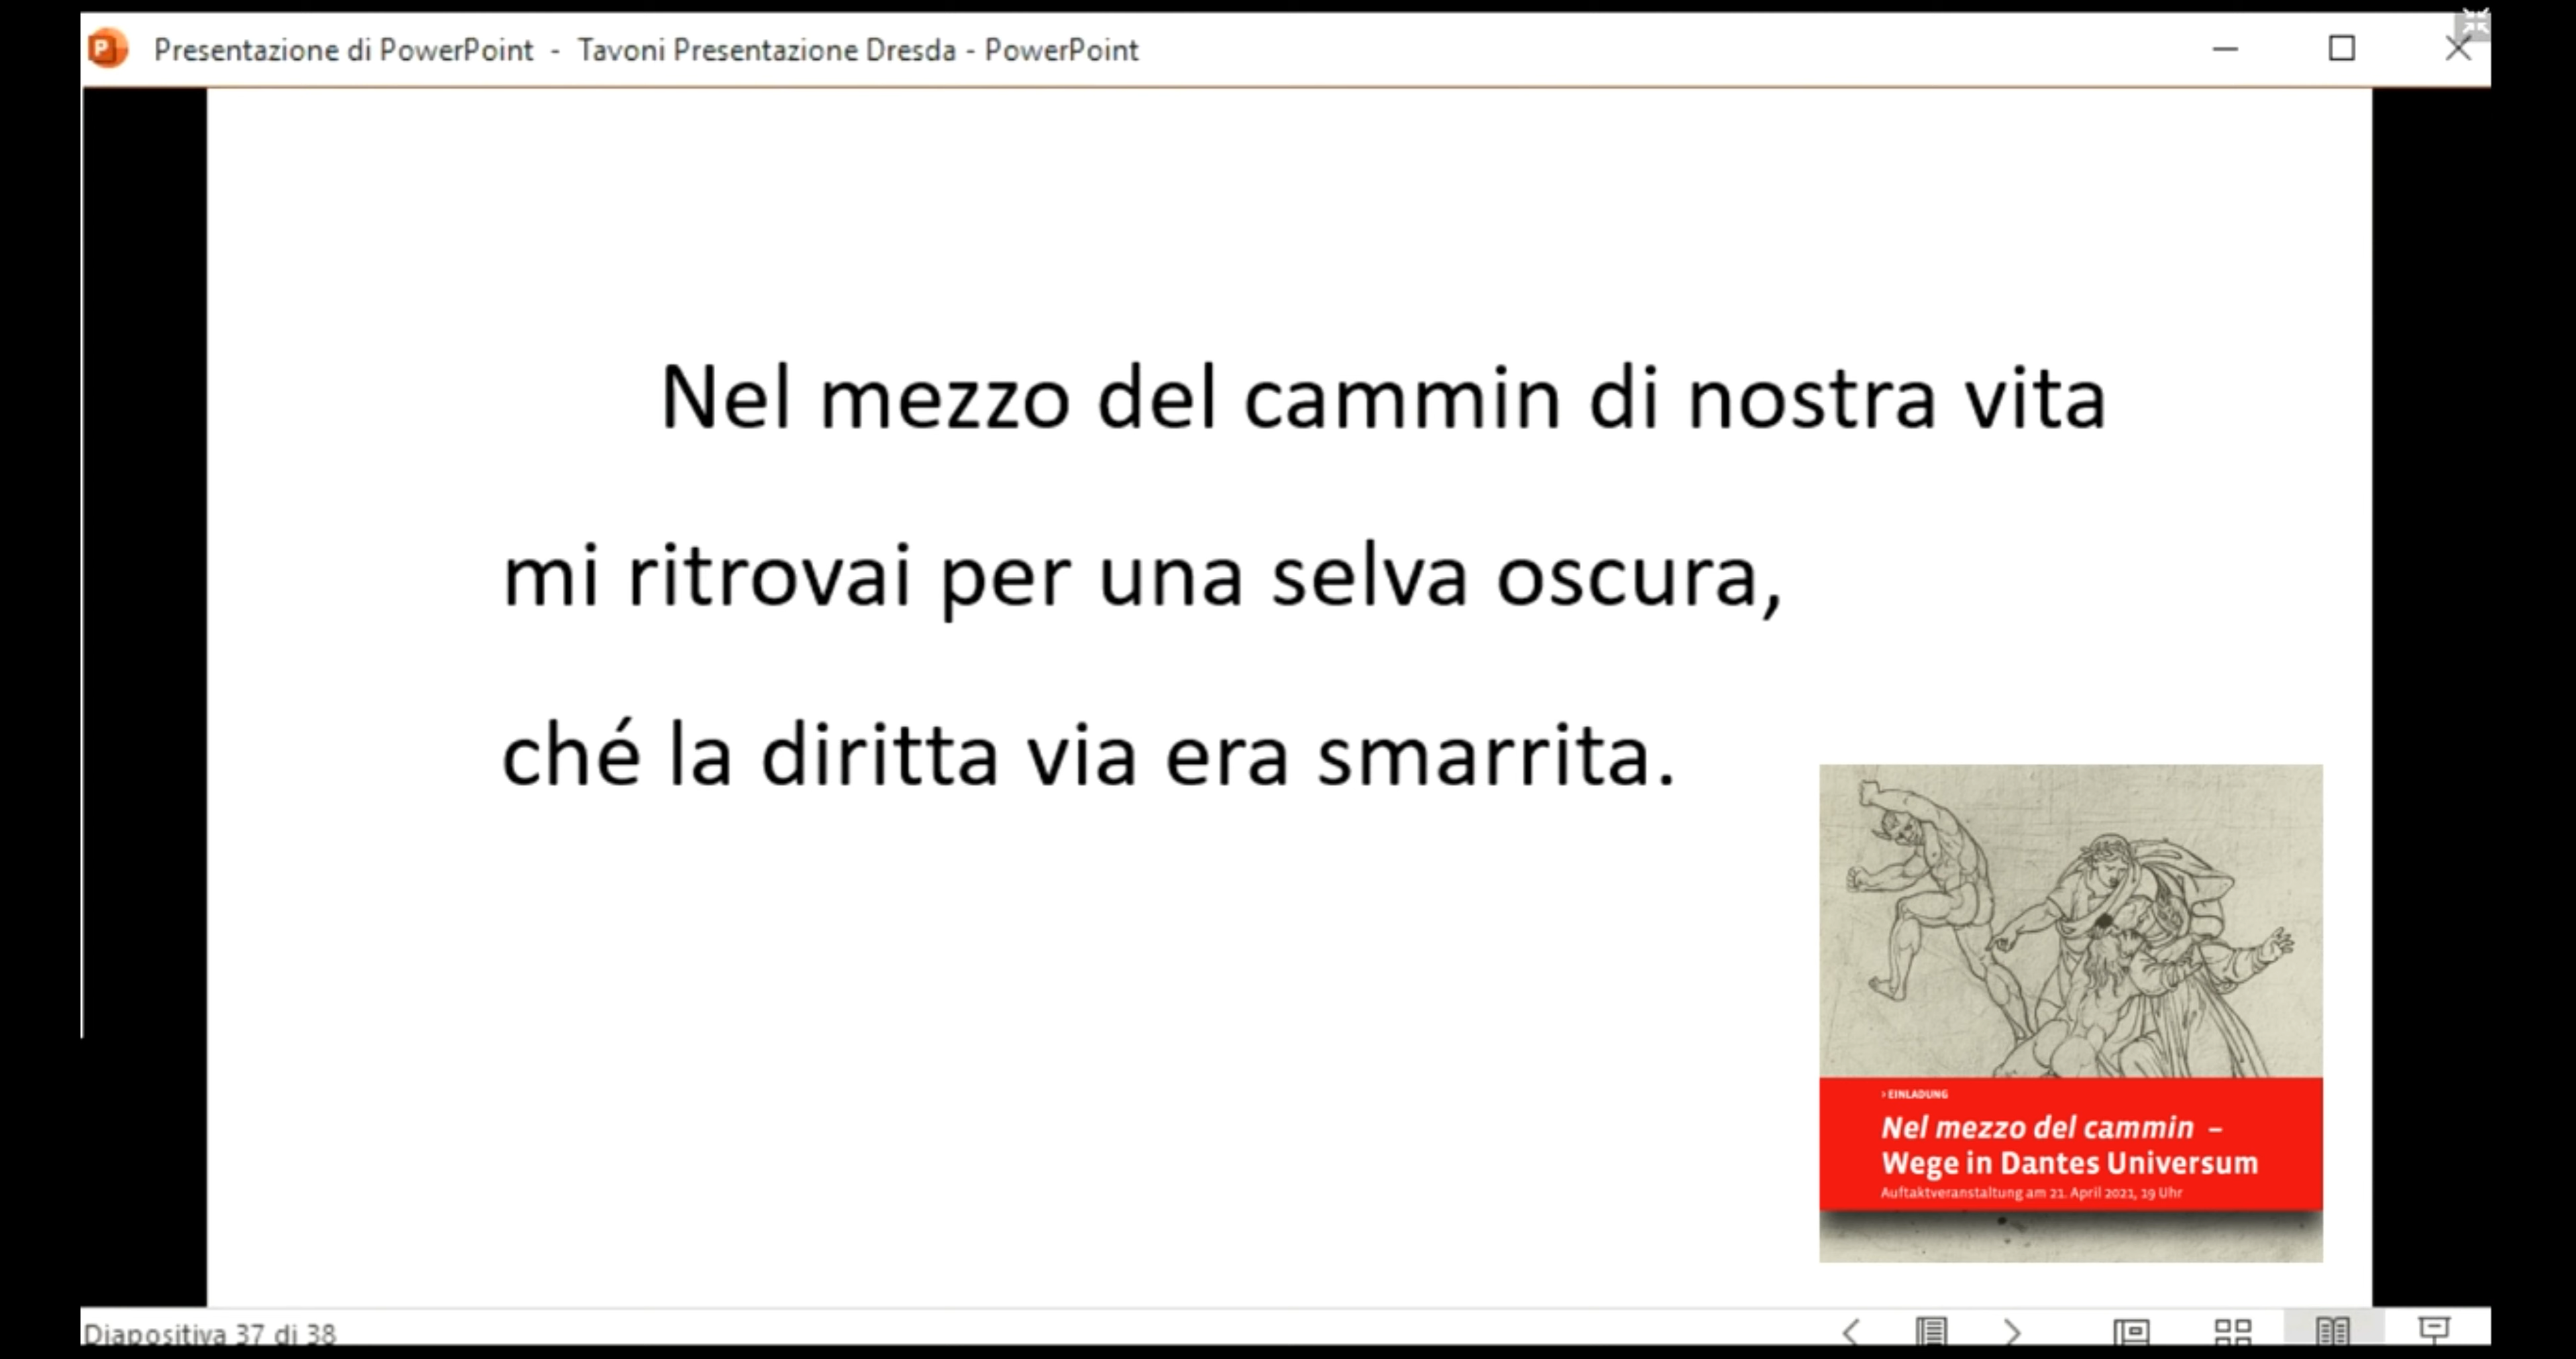 Presentazione di PowerPoint - Tavoni Presentazione Dresda - PowerPoint
Nel mezzo del cammin di nostra vita
mi ritrovai per una selva oscura,
ché la diritta via era smarrita.
› EINLADUNG
Nel mezzo del cammin –
Wege in Dantes Universum
Auftaktveranstaltung am 21. April 2021, 19 Uhr
Diapositiva 37 di 38